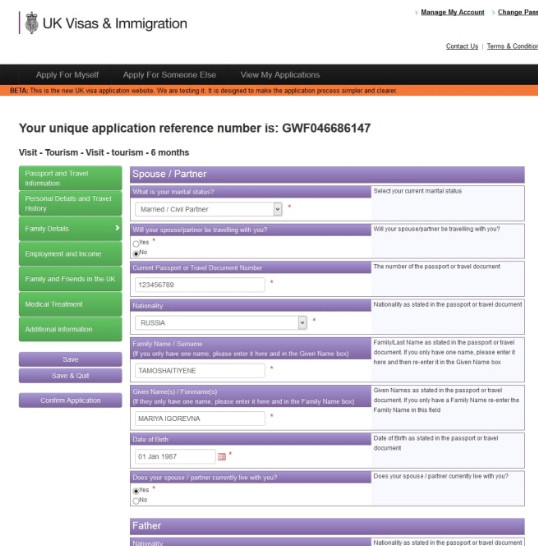 Manage My Account
Change Pass
UK Visas & Immigration
Contact Us | Terms & Condition
Apply For Myself Apply For Someone Else View My Applications
BETA: This is the new UK visa application website. We are testing it. It is designed to make the application process simpler and clearer.
Your unique application reference number is: GWF046686147
Visit - Tourism - Visit - tourism - 6 months
Passport and Travel
Information
Personal Details and Travel
History
Family Details
Employment and Income
Family and Friends in the UK
Medical Treatment
Additional Information
Save
Save & Quit
Confirm Application
Spouse / Partner
What is your marital status?
Select your current marital status
Married / Civil Partner *
Will your spouse/partner be travelling with you?
Will your spouse/partner be travelling with you?
Yes *
No
Current Passport or Travel Document Number
The number of the passport or travel document
123456789 *
Nationality
Nationality as stated in the passport or travel document
RUSSIA *
Family Name / Surname
(If you only have one name, please enter it here and in the Given Name box)
Family/Last Name as stated in the passport or travel
document. If you only have one name, please enter it
here and then re-enter it in the Given Name box
TAMOSHAITIYENE *
Given Name(s) / Forename(s)
(If they only have one name, please enter it here and in the Family Name box)
Given Names as stated in the passport or travel
document. If you only have a Family Name re-enter the
Family Name in this field
MARIYA IGOREVNA *
Date of Birth
Date of Birth as stated in the passport or travel
document
01 Jan 1987 *
Does your spouse / partner currently live with you?
Does your spouse / partner currently live with you?
Yes *
No
Father
Nationality
Nationality as stated in the passport or travel document